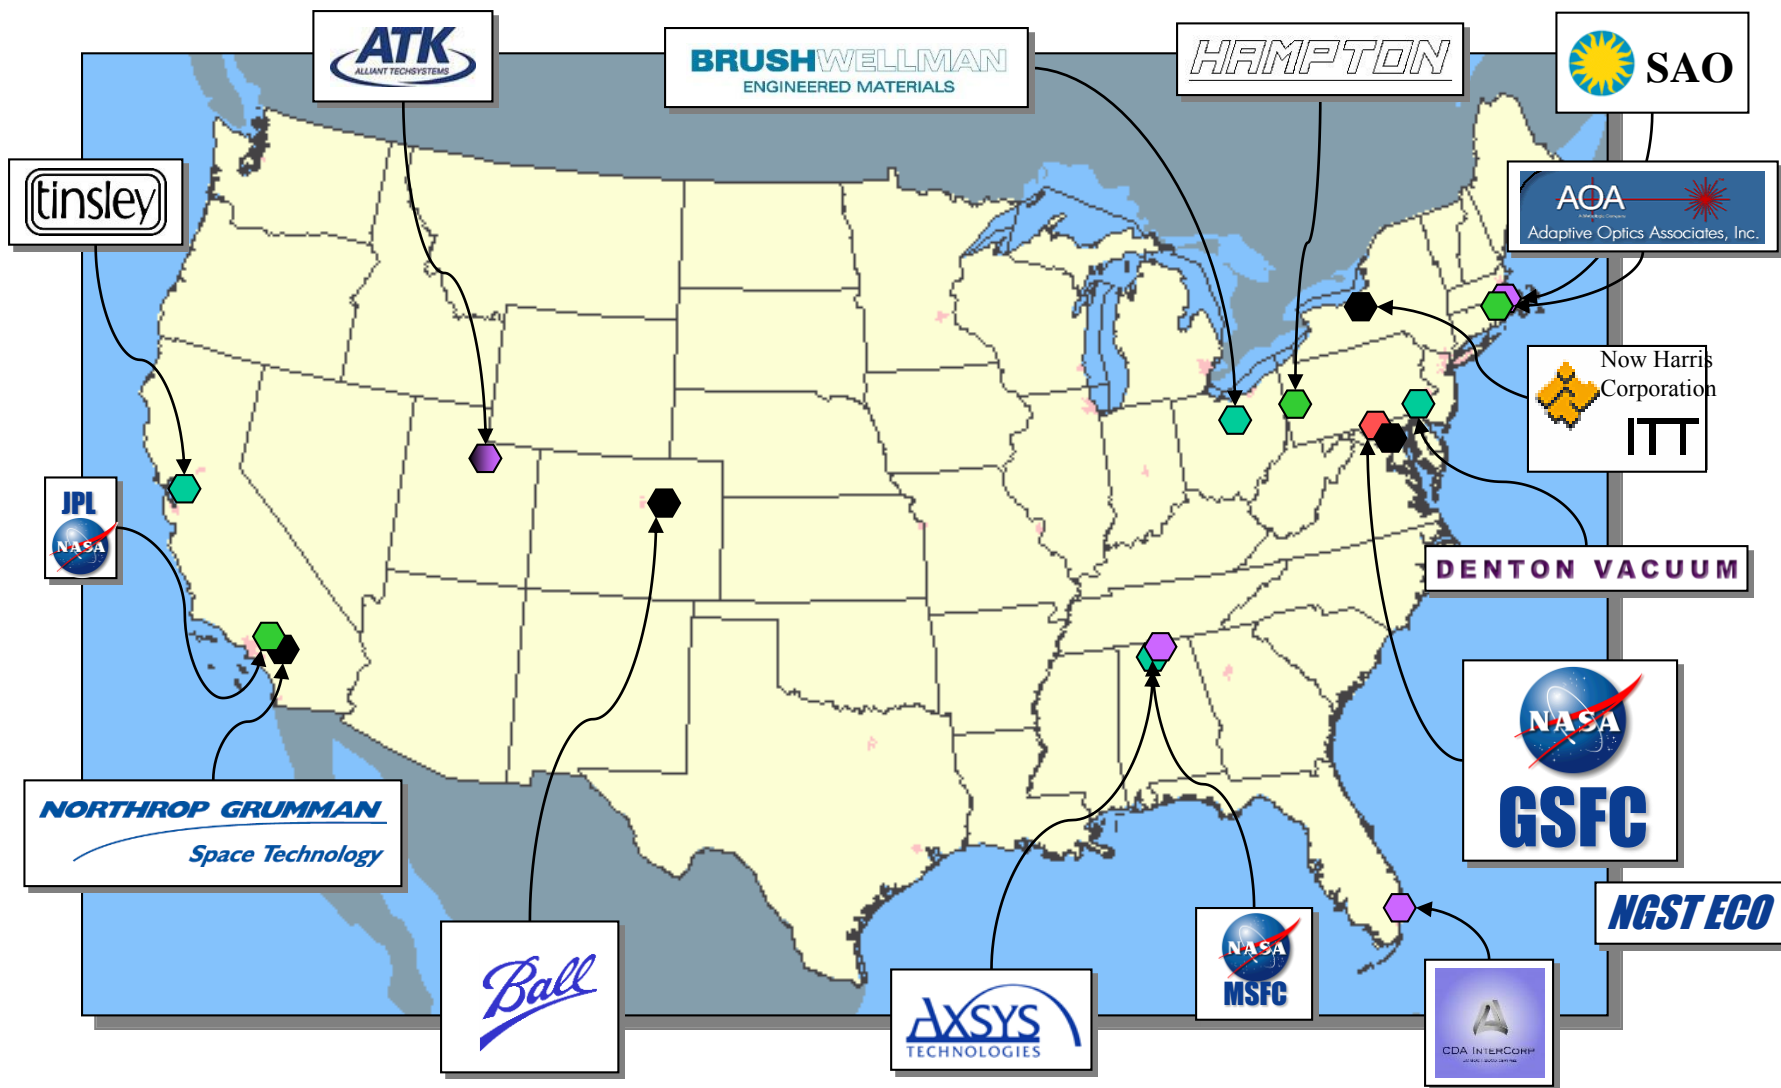 ATK
ALLIANT TECHSYSTEMS
BRUSHWELLMAN
ENGINEERED MATERIALS
HAMPTON
SAO
tinsley
AOA
Adaptive Optics Associates, Inc.
Now Harris
Corporation
ITT
JPL
NASA
DENTON VACUUM
NASA
GSFC
NORTHROP GRUMMAN
Space Technology
NGST ECO
Ball
AXSYS
TECHNOLOGIES
NASA
MSFC
CDA INTERCORP